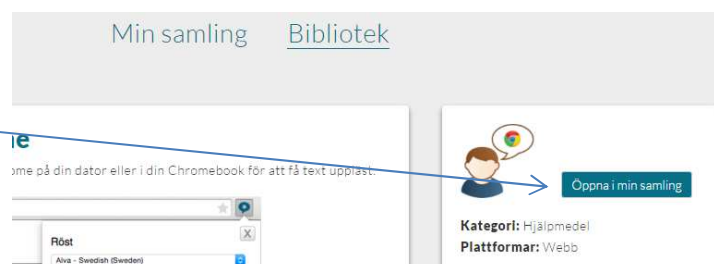 Min samling Bibliotek
ome på din dator eller i din Chromebook för att få text uppläst.
Röst
X
Alva - Swedish (Sweden)
Öppna i min samling
Kategori: Hjälpmedel
Plattformar: Webb